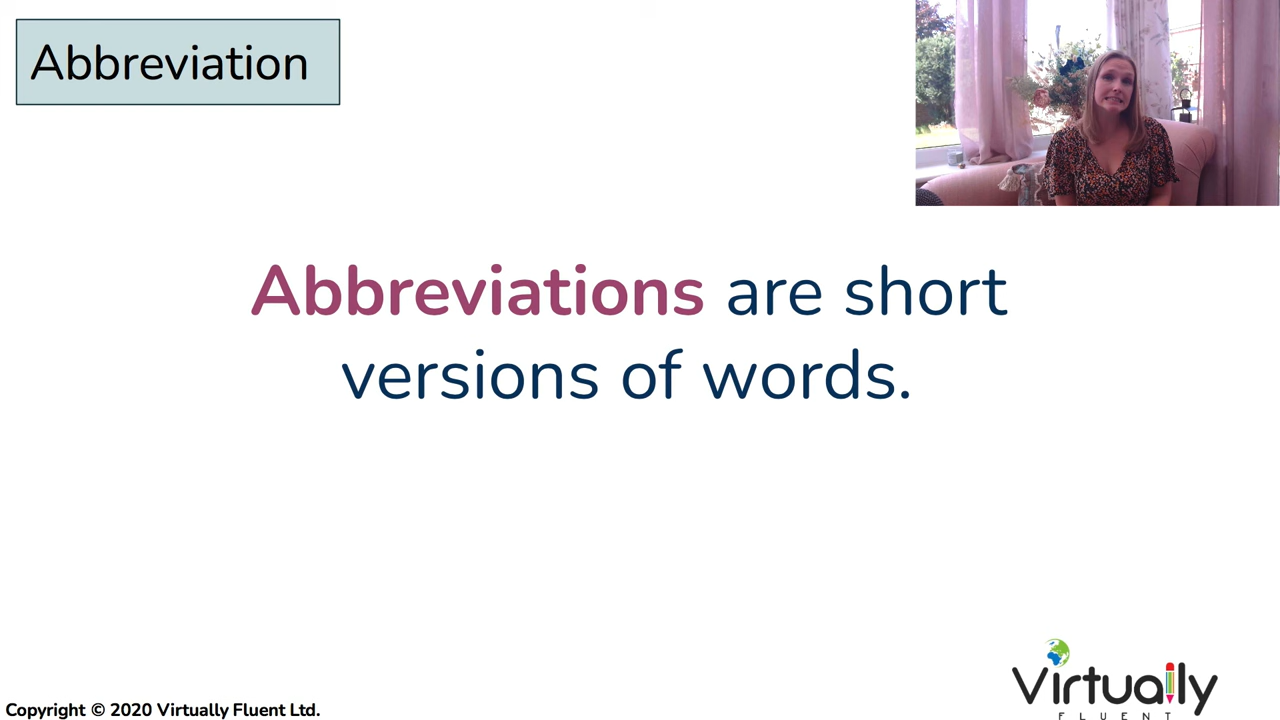 Abbreviation
Abbreviations are short
versions of words.
Copyright © 2020 Virtually Fluent Ltd.
Virtually
FLUENT